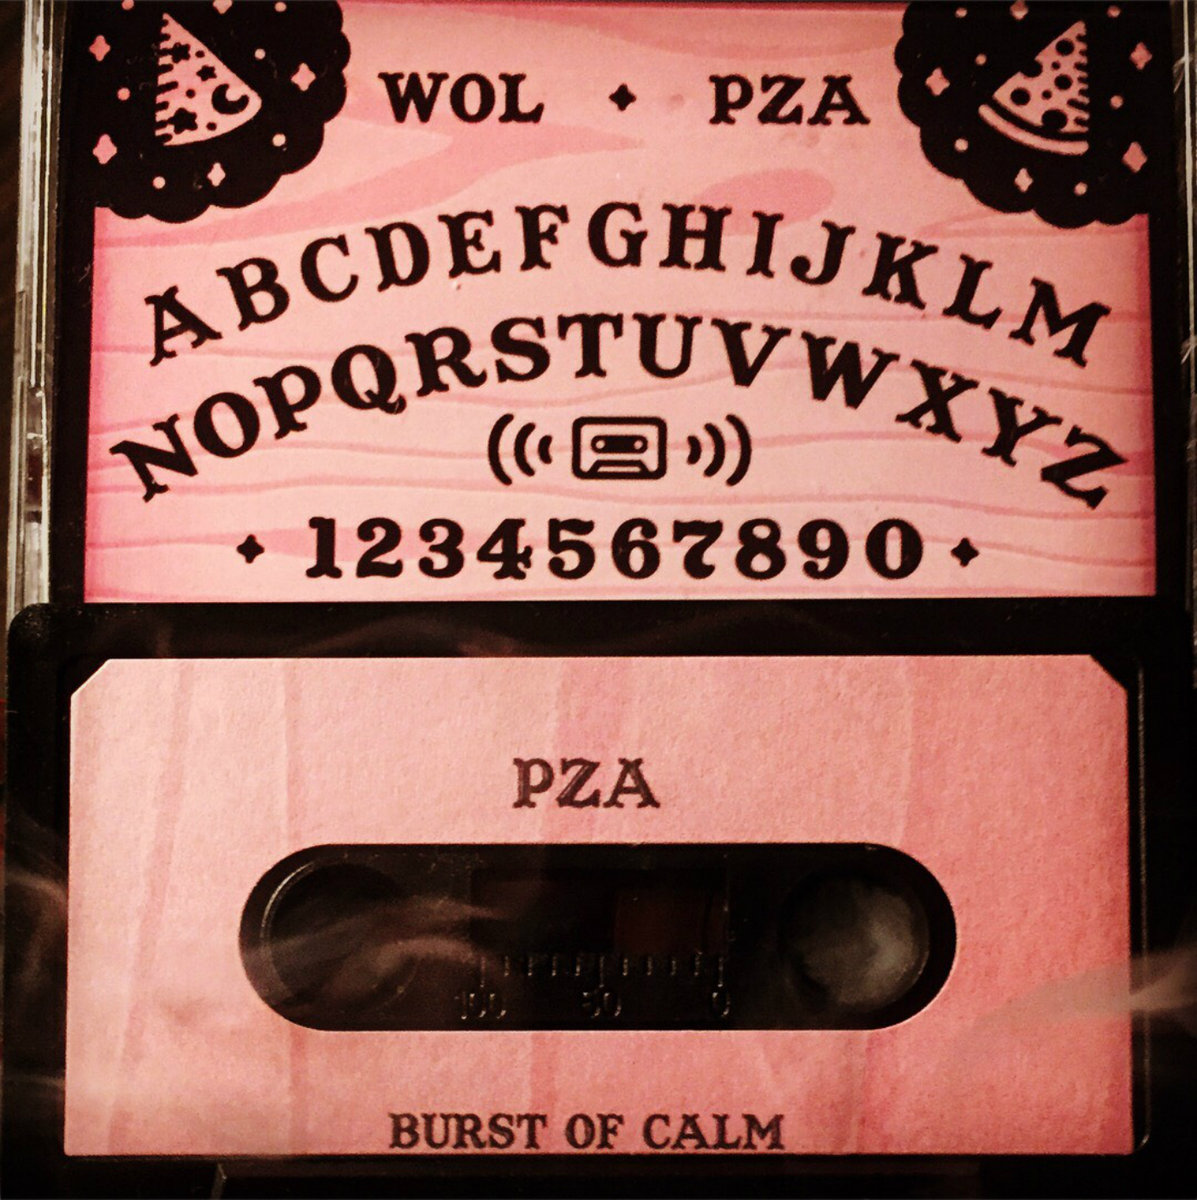 WOL ✦ PZA
ABCDEFGHIJKLM
NOPQRSTUVWXYZ
✦ 1234567890 ✦
PZA
100 50 0
BURST OF CALM